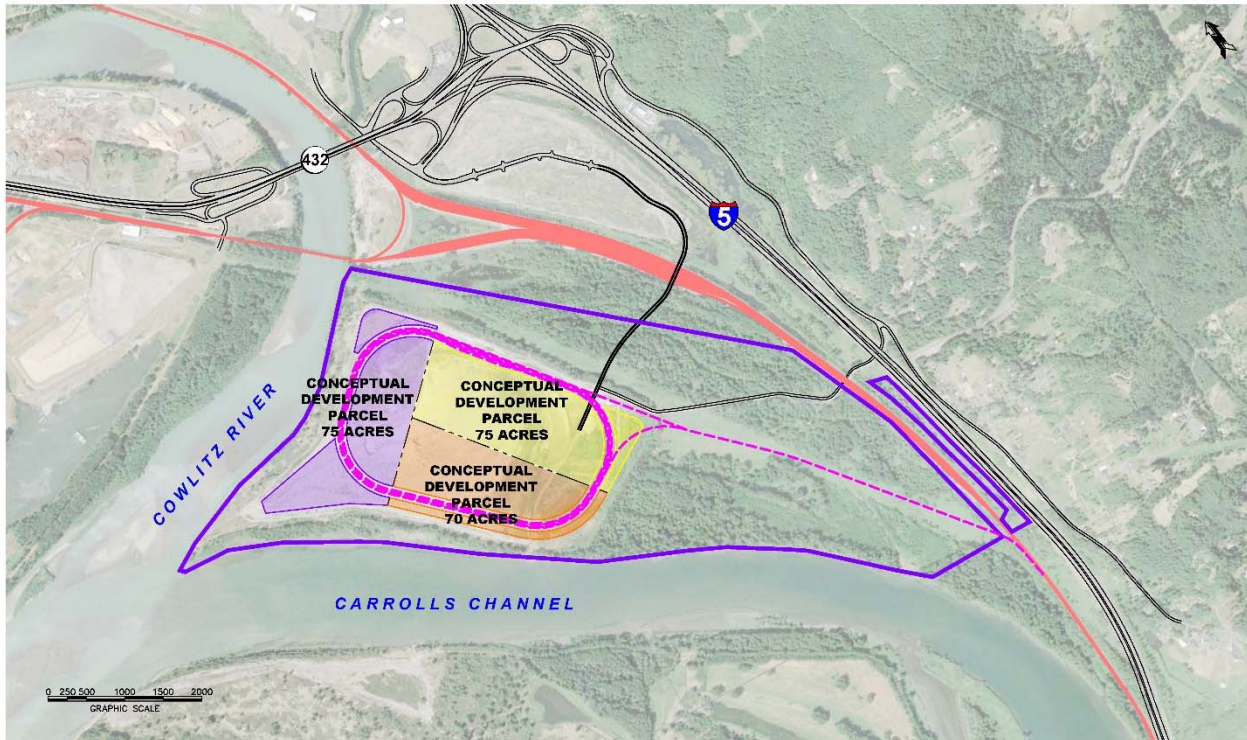 432
5
CONCEPTUAL
DEVELOPMENT
PARCEL
75 ACRES
CONCEPTUAL
DEVELOPMENT
PARCEL
75 ACRES
CONCEPTUAL
DEVELOPMENT
PARCEL
70 ACRES
COWLITZ RIVER
CARROLLS CHANNEL
0 250 500 1000 1500 2000
GRAPHIC SCALE